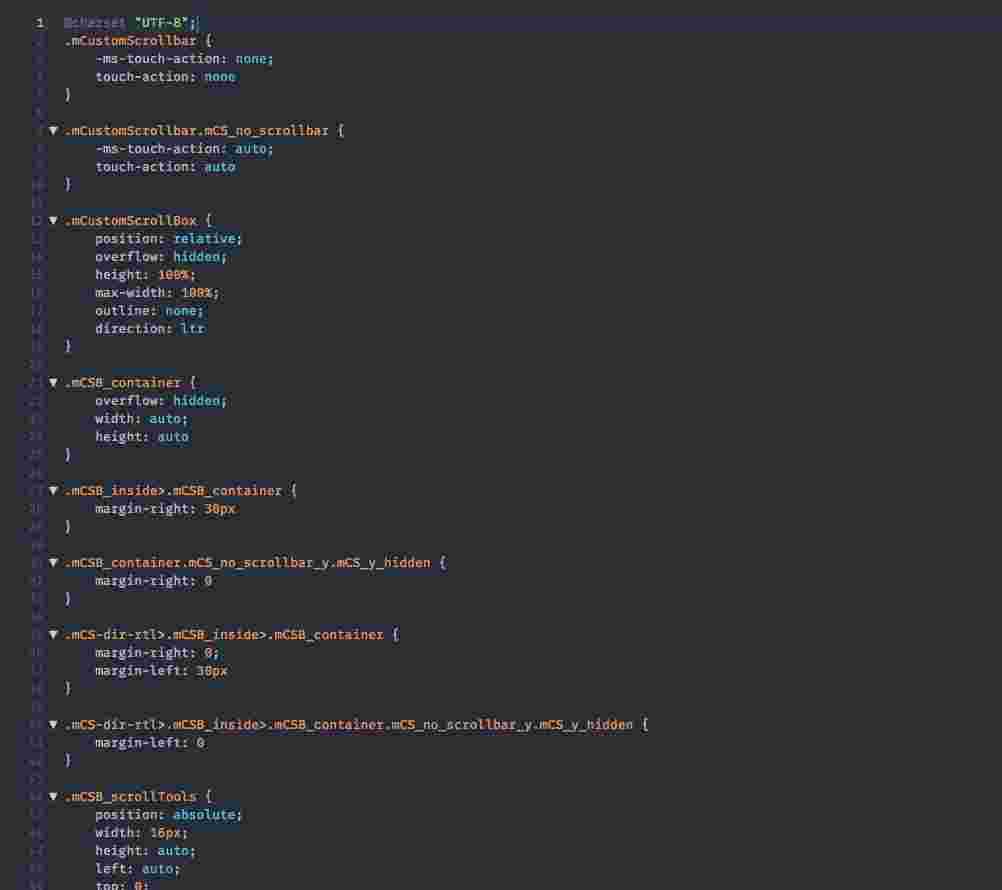 1 @charset "UTF-8";
.mCustomScrollbar {
-ms-touch-action: none;
touch-action: none
}
.mCustomScrollbar.mCS_no_scrollbar {
-ms-touch-action: auto;
touch-action: auto
}
.mCustomScrollBox {
position: relative;
overflow: hidden;
height: 100%;
max-width: 100%;
outline: none;
direction: ltr
}
.mCSB_container {
overflow: hidden;
width: auto;
height: auto
}
.mCSB_inside>.mCSB_container {
margin-right: 30px
}
.mCSB_container.mCS_no_scrollbar_y.mCS_y_hidden {
margin-right: 0
}
.mCS-dir-rtl>.mCSB_inside>.mCSB_container {
margin-right: 0;
margin-left: 30px
}
.mCS-dir-rtl>.mCSB_inside>.mCSB_container.mCS_no_scrollbar_y.mCS_y_hidden {
margin-left: 0
}
.mCSB_scrollTools {
position: absolute;
width: 16px;
height: auto;
left: auto;
top: 0;